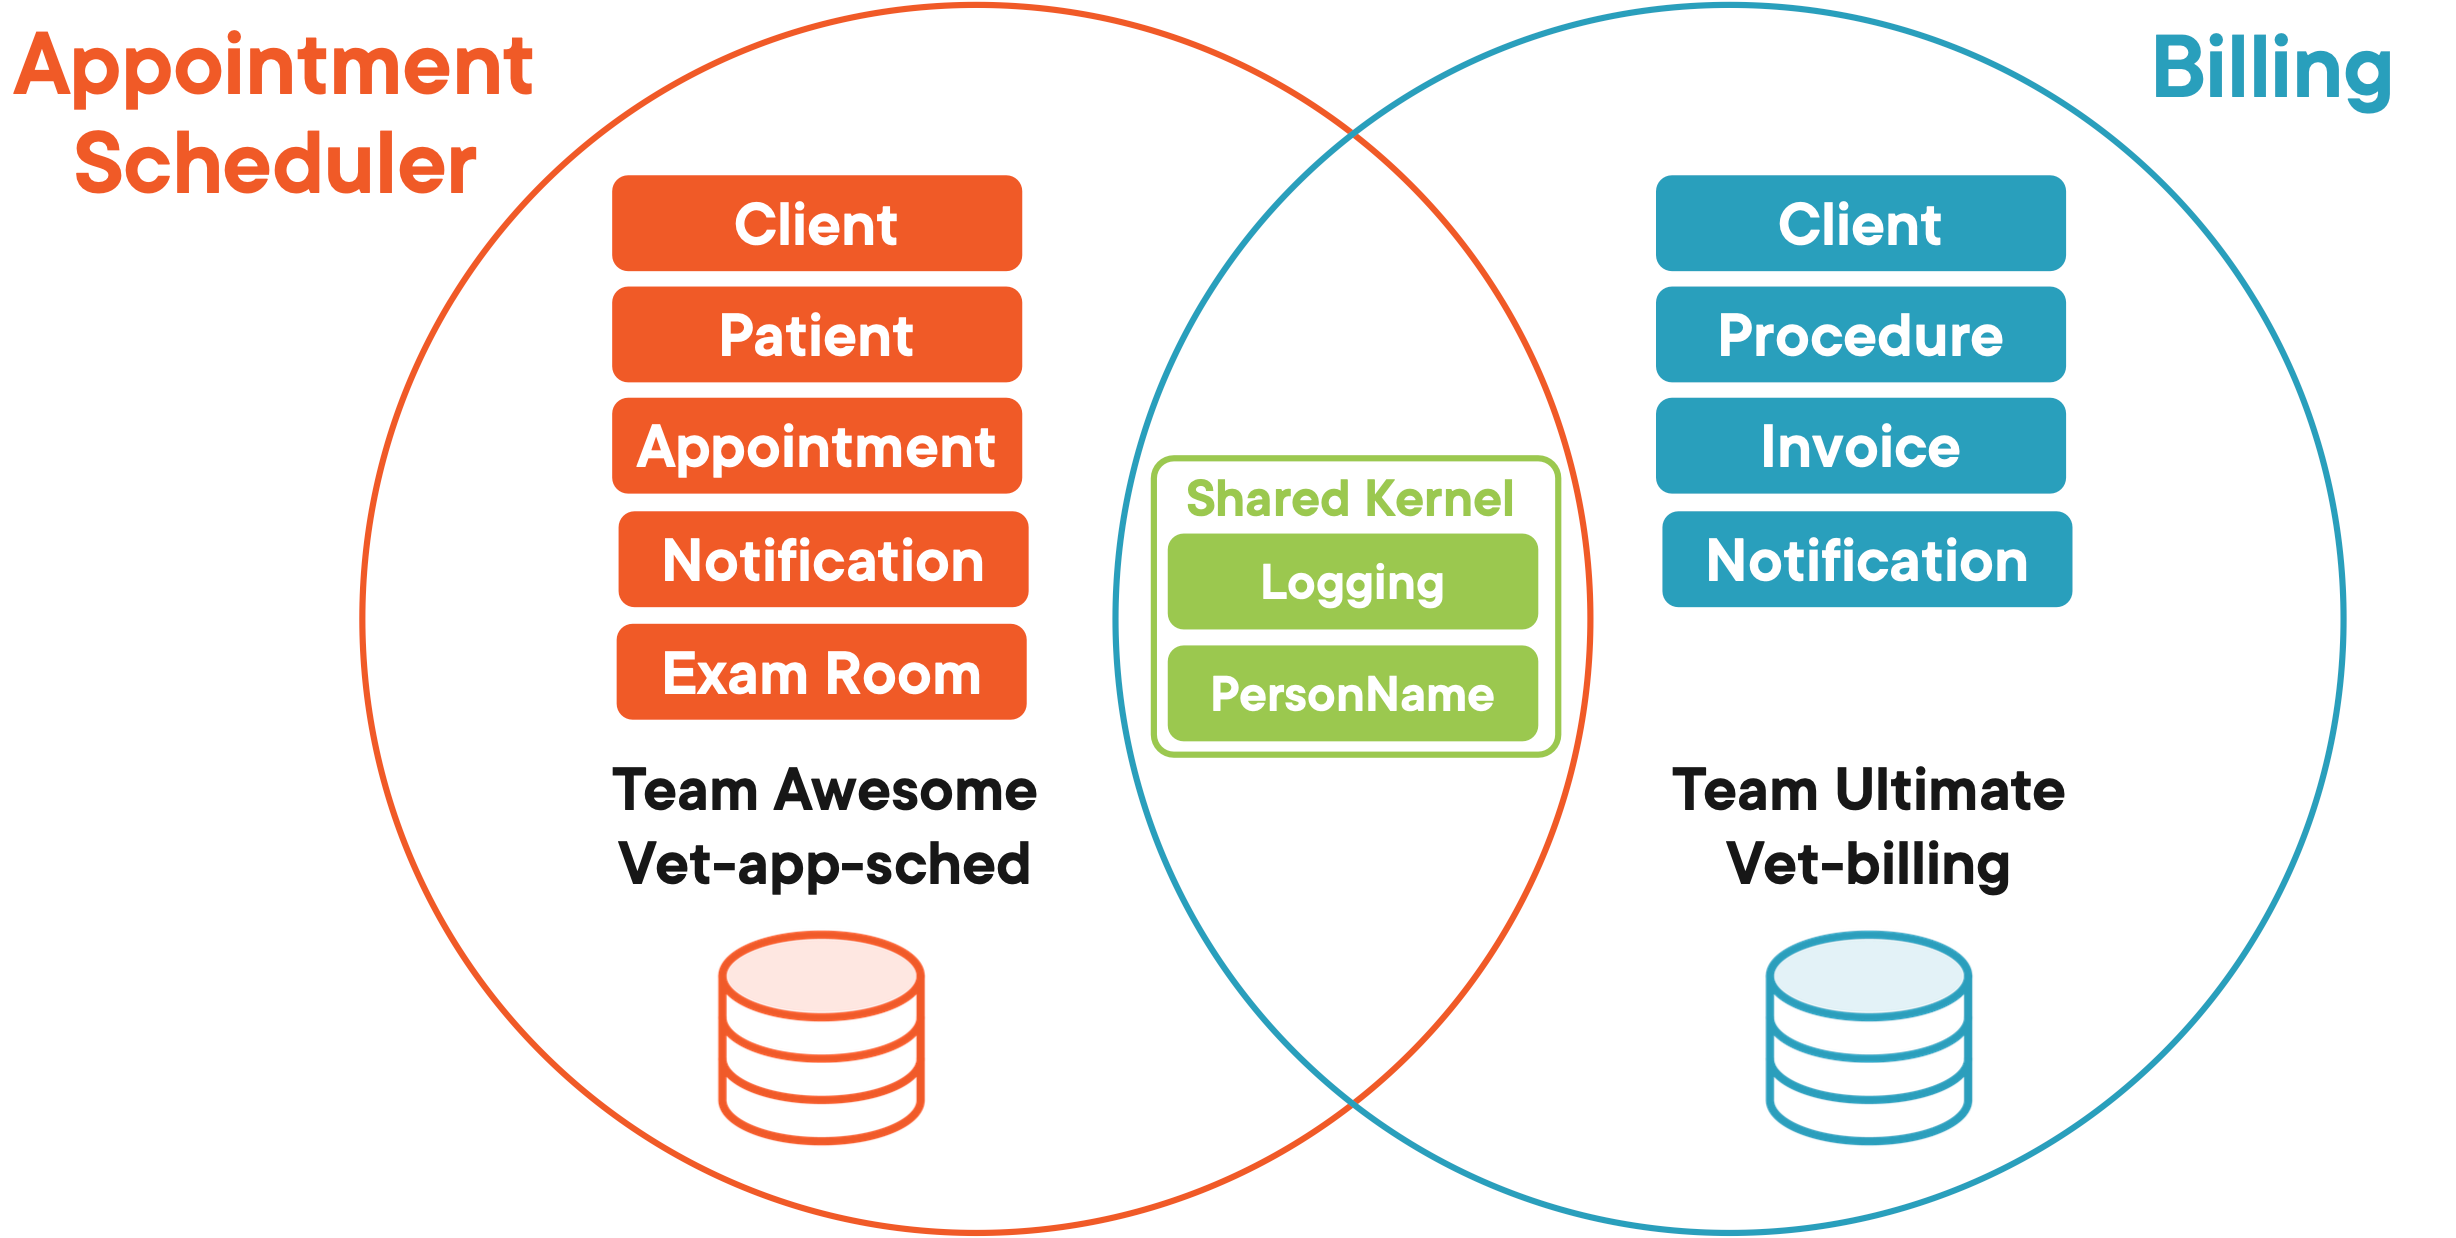 Appointment
Scheduler
Client
Patient
Appointment
Notification
Exam Room
Team Awesome
Vet-app-sched
Shared Kernel
Logging
PersonName
Billing
Client
Procedure
Invoice
Notification
Team Ultimate
Vet-billing